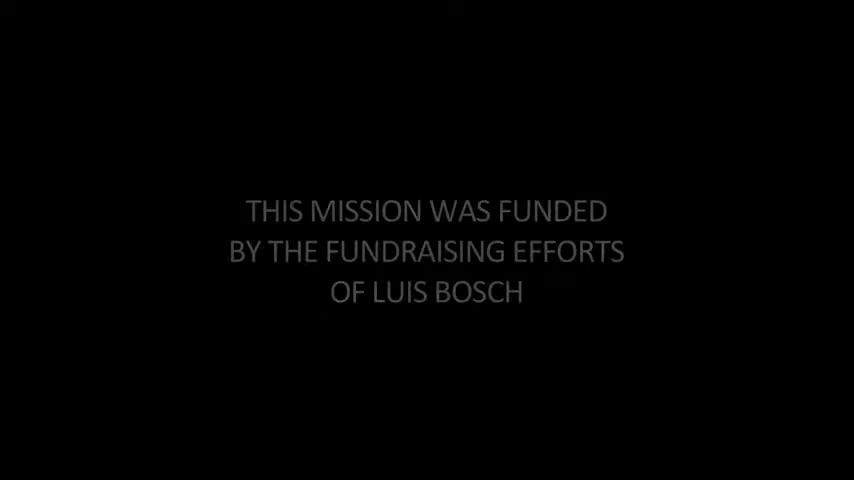 THIS MISSION WAS FUNDED
BY THE FUNDRAISING EFFORTS
OF LUIS BOSCH